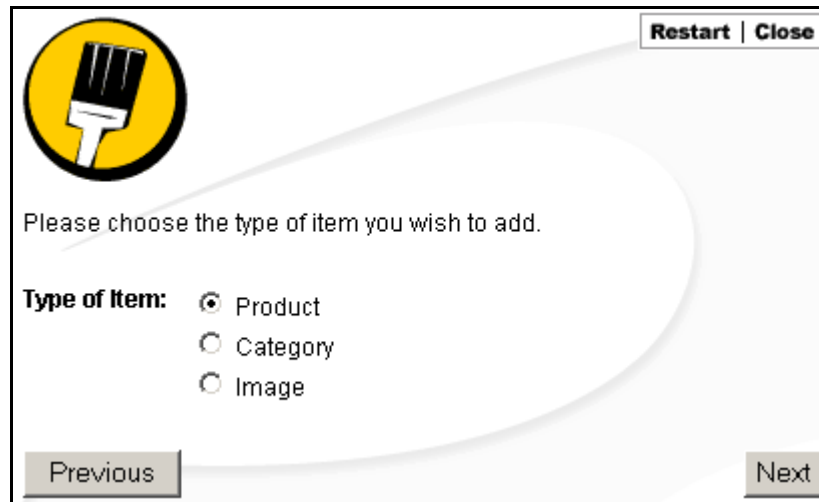 Restart | Close
Please choose the type of item you wish to add.
Type of Item: Product
Category
Image
Previous Next